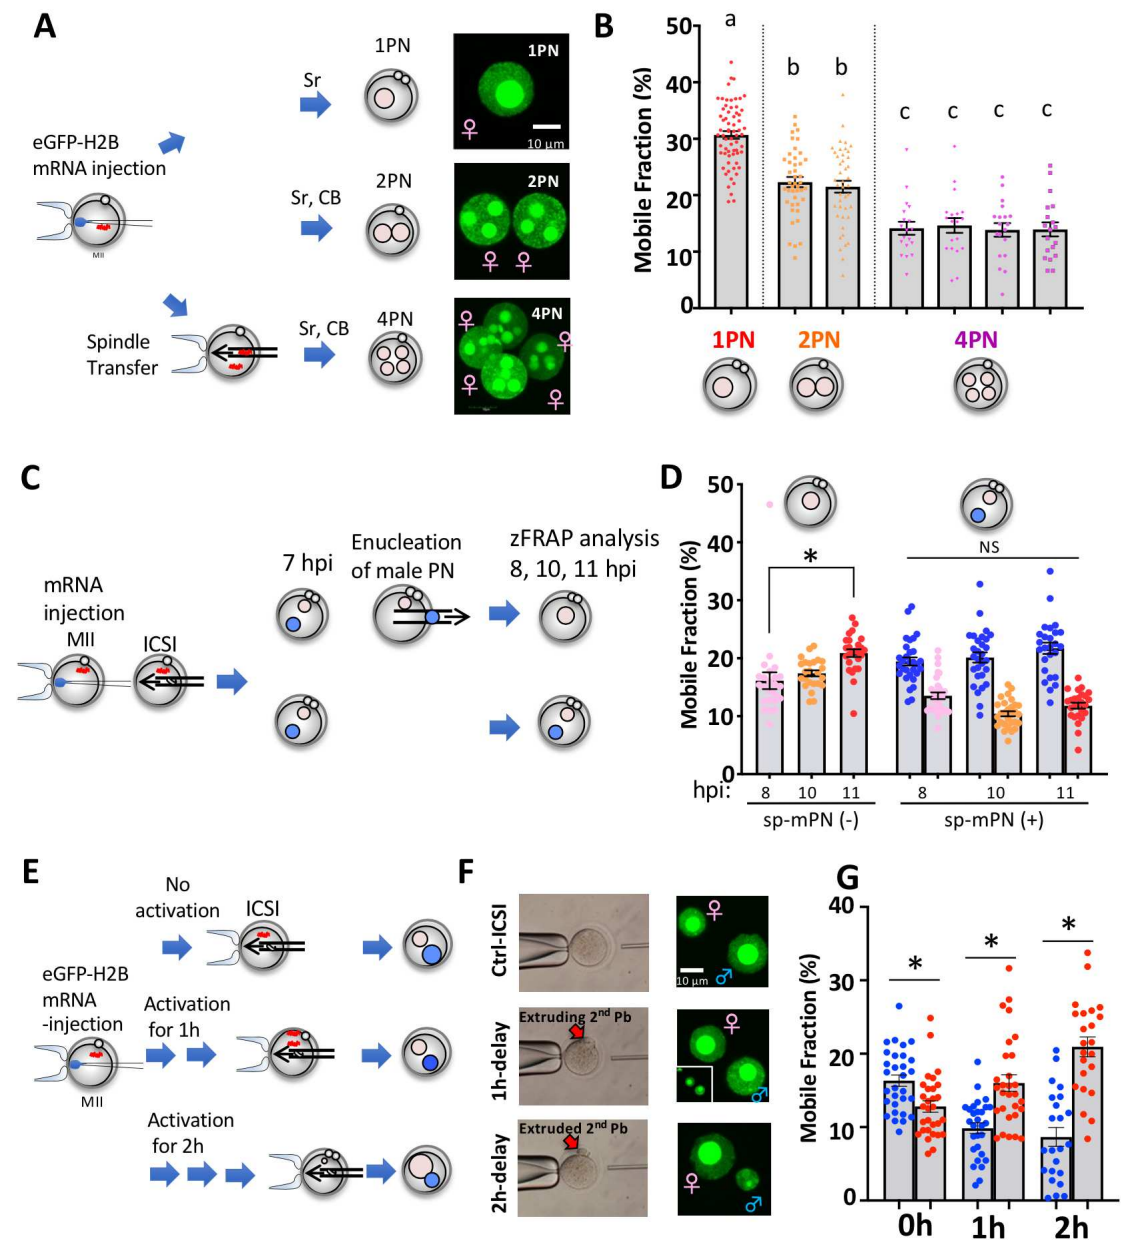 A
eGFP-H2B
mRNA injection
MII
Sr
1PN
1PN
♀
10 µm
Sr, CB
2PN
2PN
♀ ♀
Spindle
Transfer
Sr, CB
4PN
4PN
♀
♀
♀
♀
B
Mobile Fraction (%)
50
40
30
20
10
0
a
b b
c c c c
1PN 2PN 4PN
C
mRNA
injection
MII
ICSI
7 hpi
Enucleation
of male PN
zFRAP analysis
8, 10, 11 hpi
D
Mobile Fraction (%)
50
40
30
20
10
0
*
NS
hpi: 8 10 11 8 10 11
sp-mPN (-) sp-mPN (+)
E
eGFP-H2B
mRNA
-injection
MII
No
activation
ICSI
Activation
for 1h
Activation
for 2h
F
Ctrl-ICSI
♀
10 µm
♂
1h-delay
Extruding 2nd Pb
♀
♂
2h-delay
Extruded 2nd Pb
♀
♂
G
Mobile Fraction (%)
40
30
20
10
0
* * *
0h 1h 2h